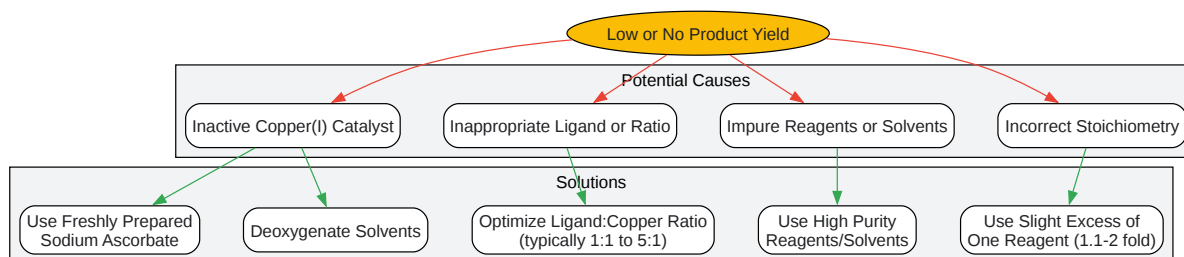 Low or No Product Yield
Potential Causes
Inactive Copper(I) Catalyst
Inappropriate Ligand or Ratio
Impure Reagents or Solvents
Incorrect Stoichiometry
Solutions
Use Freshly Prepared
Sodium Ascorbate
Deoxygenate Solvents
Optimize Ligand:Copper Ratio
(typically 1:1 to 5:1)
Use High Purity
Reagents/Solvents
Use Slight Excess of
One Reagent (1.1-2 fold)